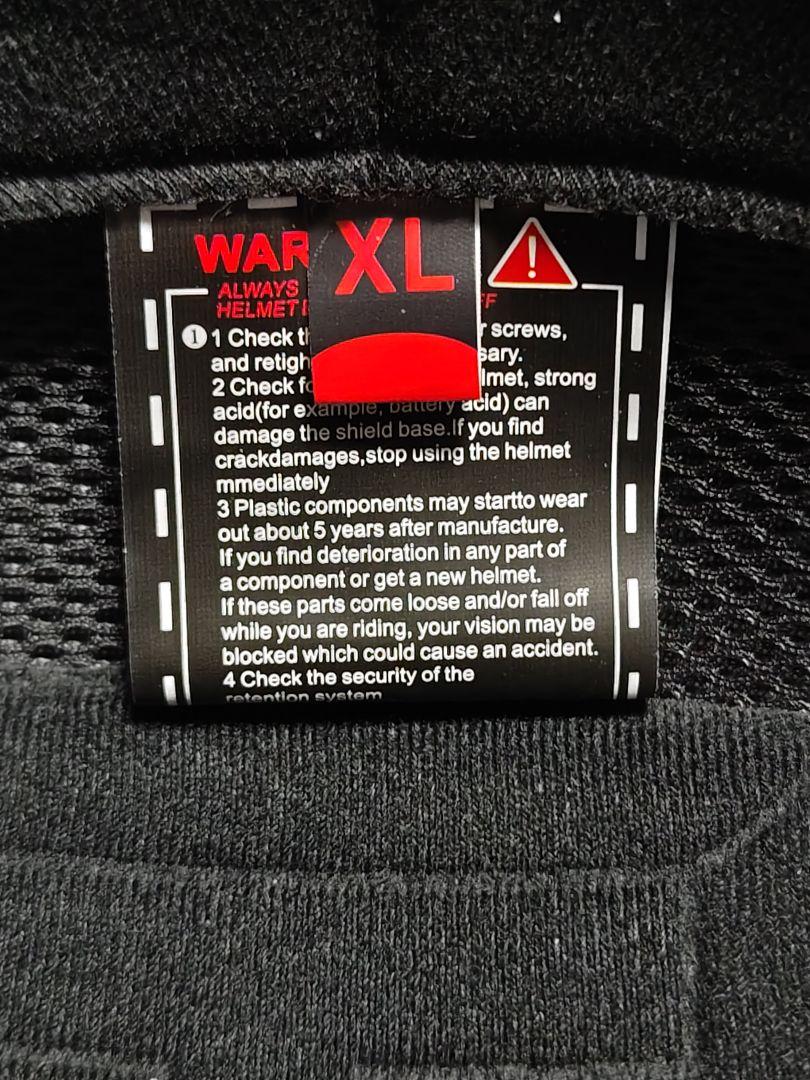 WAR
XL
!
ALWAYS
HELMET
FF
① 1 Check screws,
and retigh sary.
2 Check lmet, strong
acid(for example, battery acid) can
damage the shield base.If you find
crackdamages,stop using the helmet
mmediately
3 Plastic components may startto wear
out about 5 years after manufacture.
If you find deterioration in any part of
a component or get a new helmet.
If these parts come loose and/or fall off
while you are riding, your vision may be
blocked which could cause an accident.
4 Check the security of the
retention system